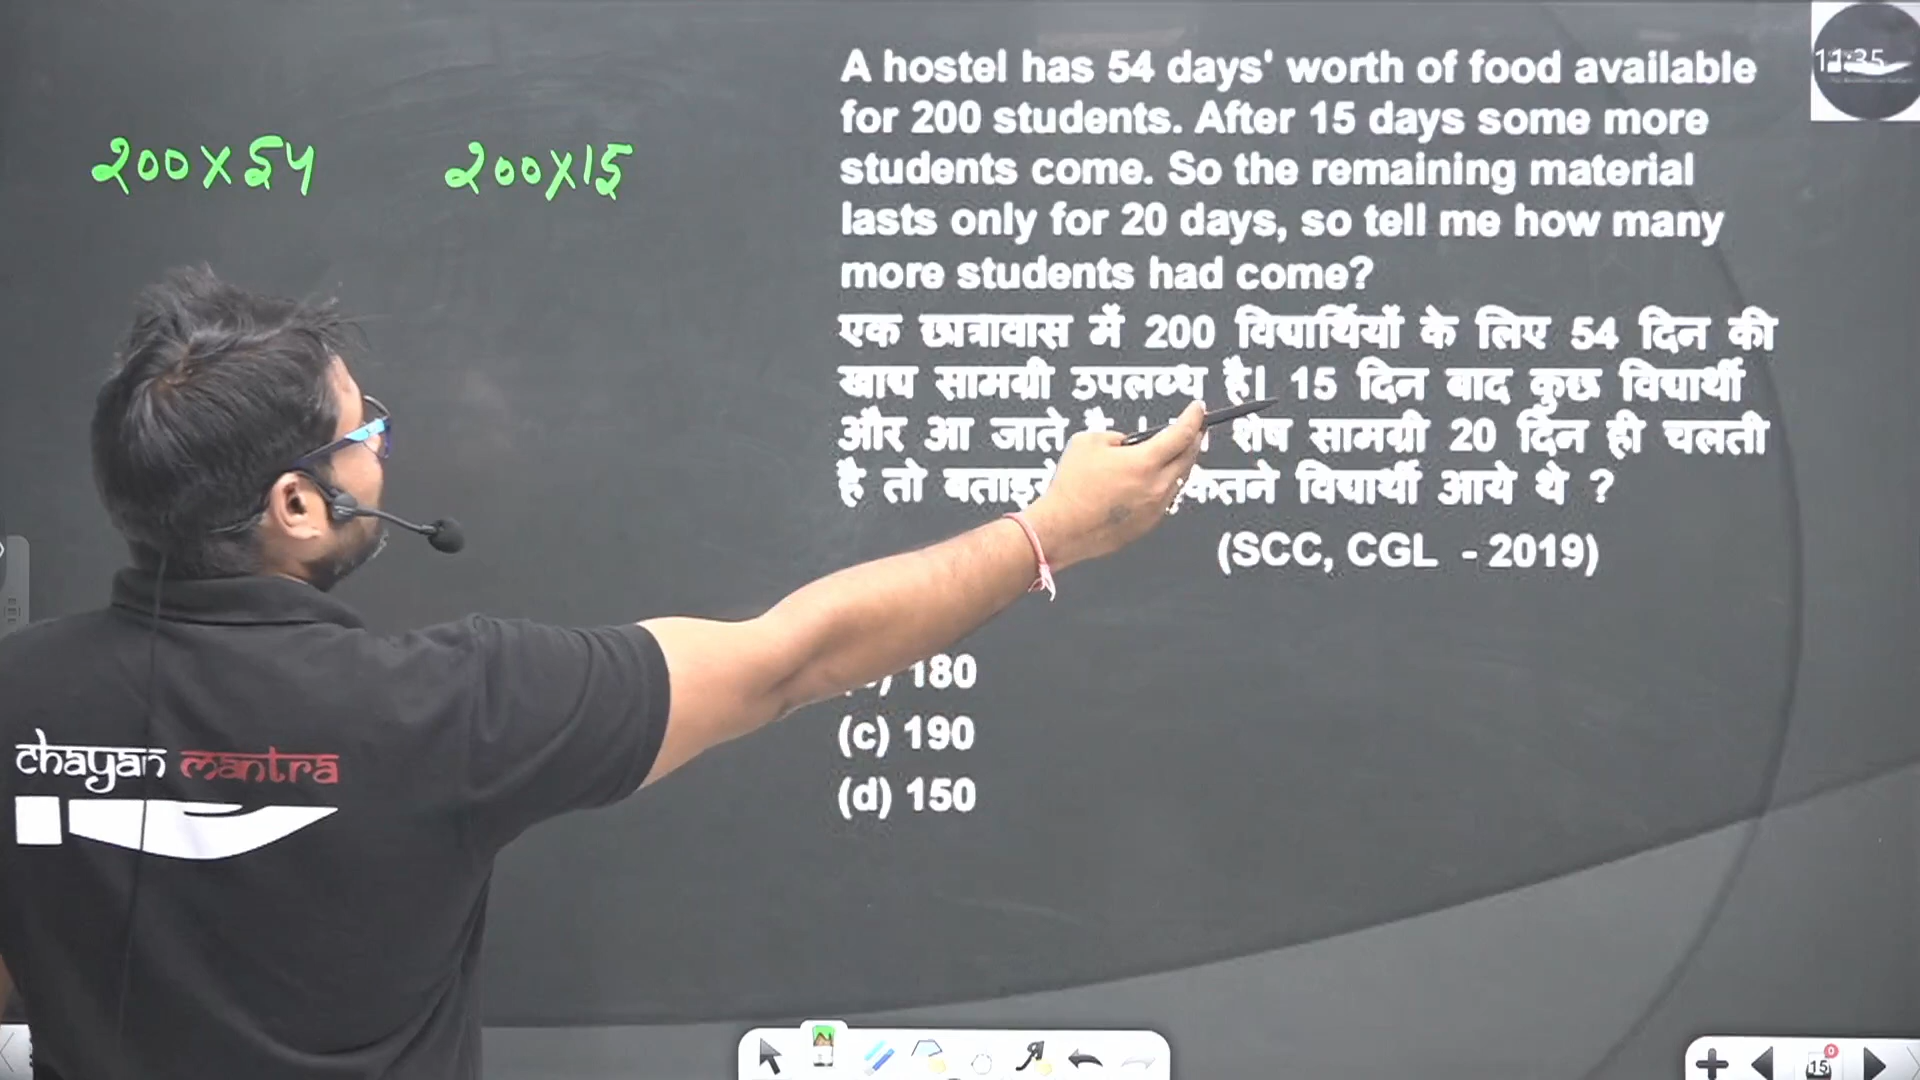 11:35
A hostel has 54 days' worth of food available
for 200 students. After 15 days some more
students come. So the remaining material
lasts only for 20 days, so tell me how many
more students had come?
एक छात्रावास में 200 विद्यार्थियों के लिए 54 दिन की
खाद्य सामग्री उपलब्ध है। 15 दिन बाद कुछ विद्यार्थी
और आ जाते शेष सामग्री 20 दिन ही चलती
है तो विद्यार्थी आये थे ?
(SCC, CGL - 2019)
200×54
200×15
180
(c) 190
(d) 150
chayan mantra
15